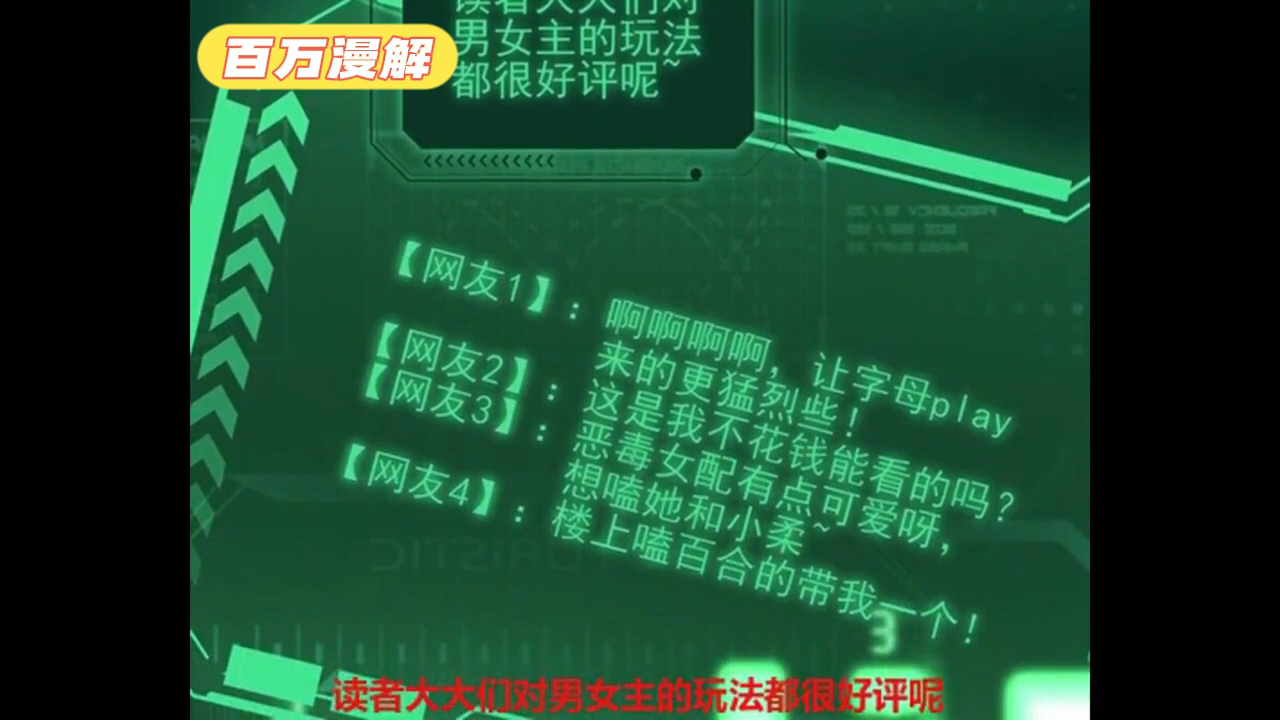 百万漫解
读者大大们对
男女主的玩法
都很好评呢~
【网友1】：啊啊啊啊，让字母play
来的更猛烈些！
【网友2】：这是我不花钱能看的吗？
【网友3】：恶毒女配有点可爱呀，
想嗑她和小柔~
【网友4】：楼上嗑百合的带我一个！
3
读者大大们对男女主的玩法都很好评呢